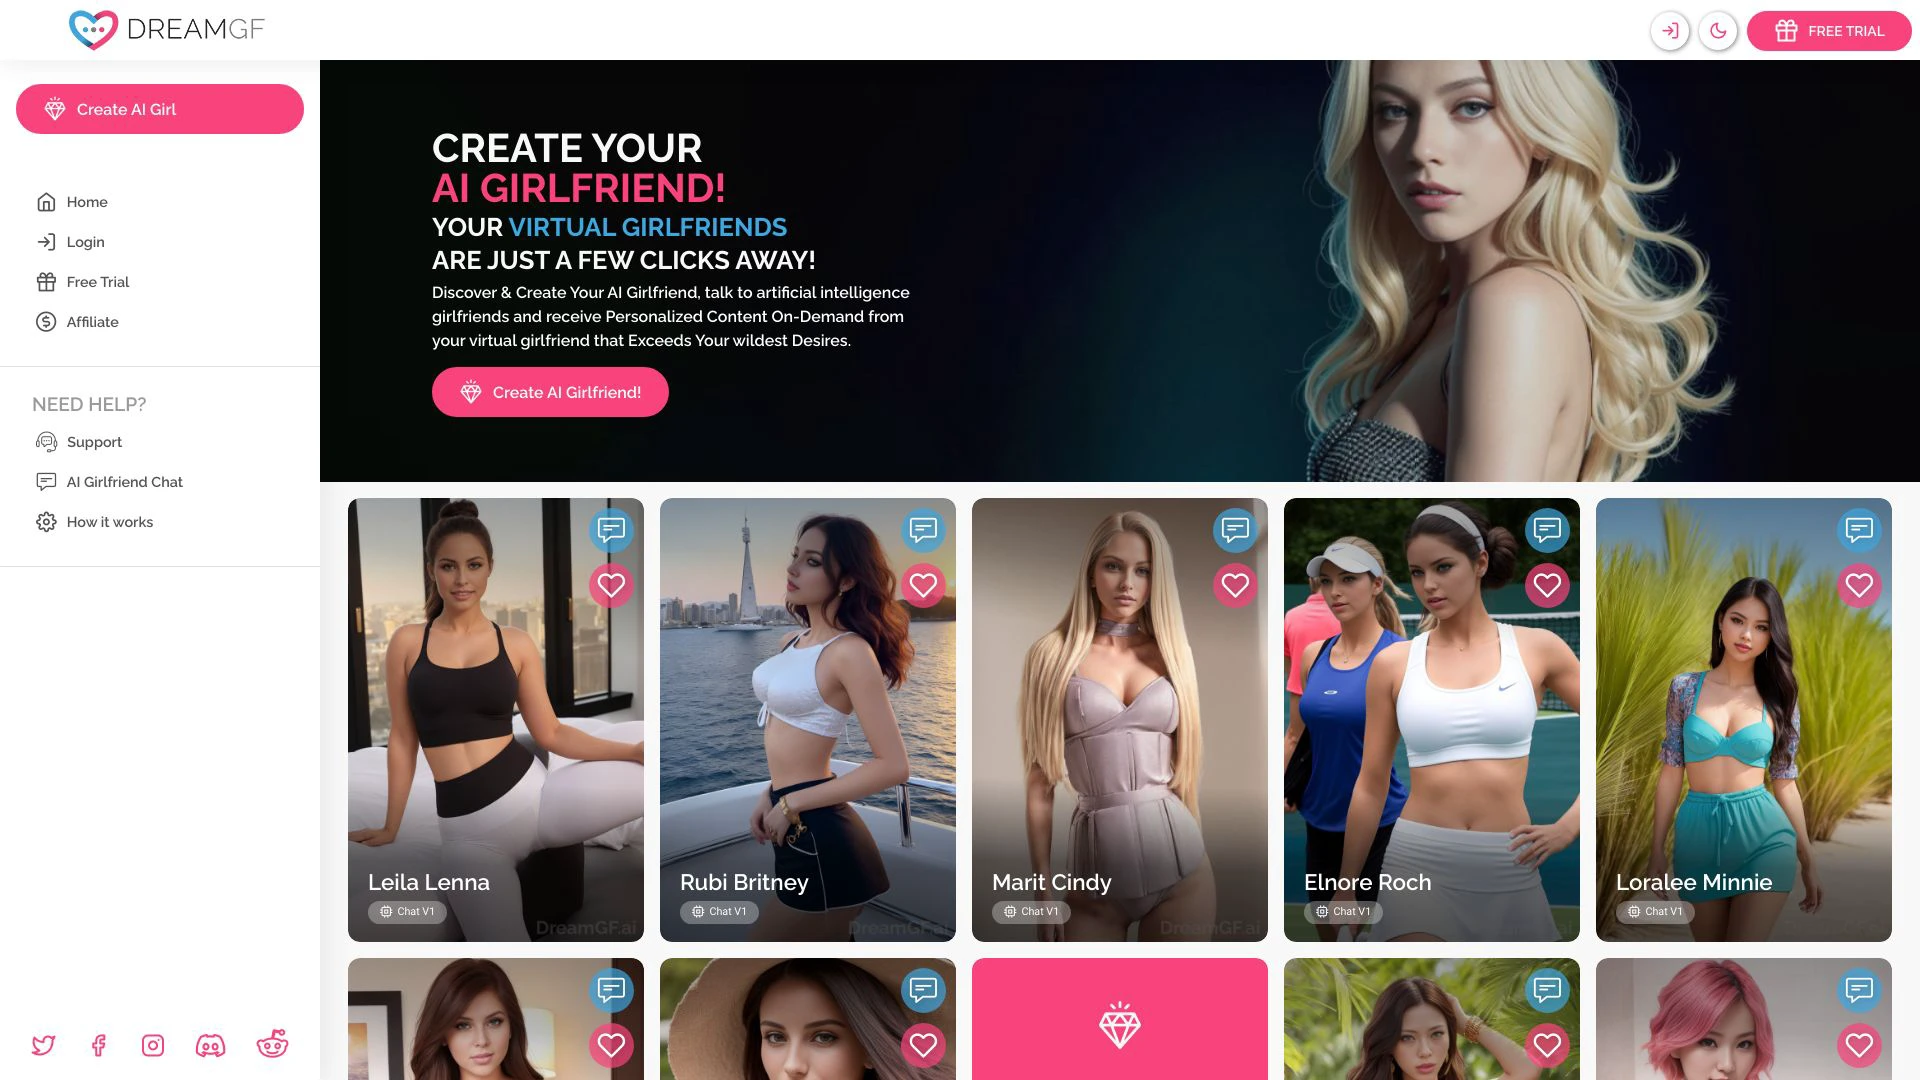 DREAMGF
FREE TRIAL
Create AI Girl
Home
Login
Free Trial
Affiliate
NEED HELP?
Support
AI Girlfriend Chat
How it works
CREATE YOUR
AI GIRLFRIEND!
YOUR VIRTUAL GIRLFRIENDS
ARE JUST A FEW CLICKS AWAY!
Discover & Create Your AI Girlfriend, talk to artificial intelligence
girlfriends and receive Personalized Content On-Demand from
your virtual girlfriend that Exceeds Your wildest Desires.
Create AI Girlfriend!
Leila Lenna
Chat V1
DreamGF.ai
Rubi Britney
Chat V1
DreamGF.ai
Marit Cindy
Chat V1
DreamGF.ai
Elnore Roch
Chat V1
Loralee Minnie
Chat V1